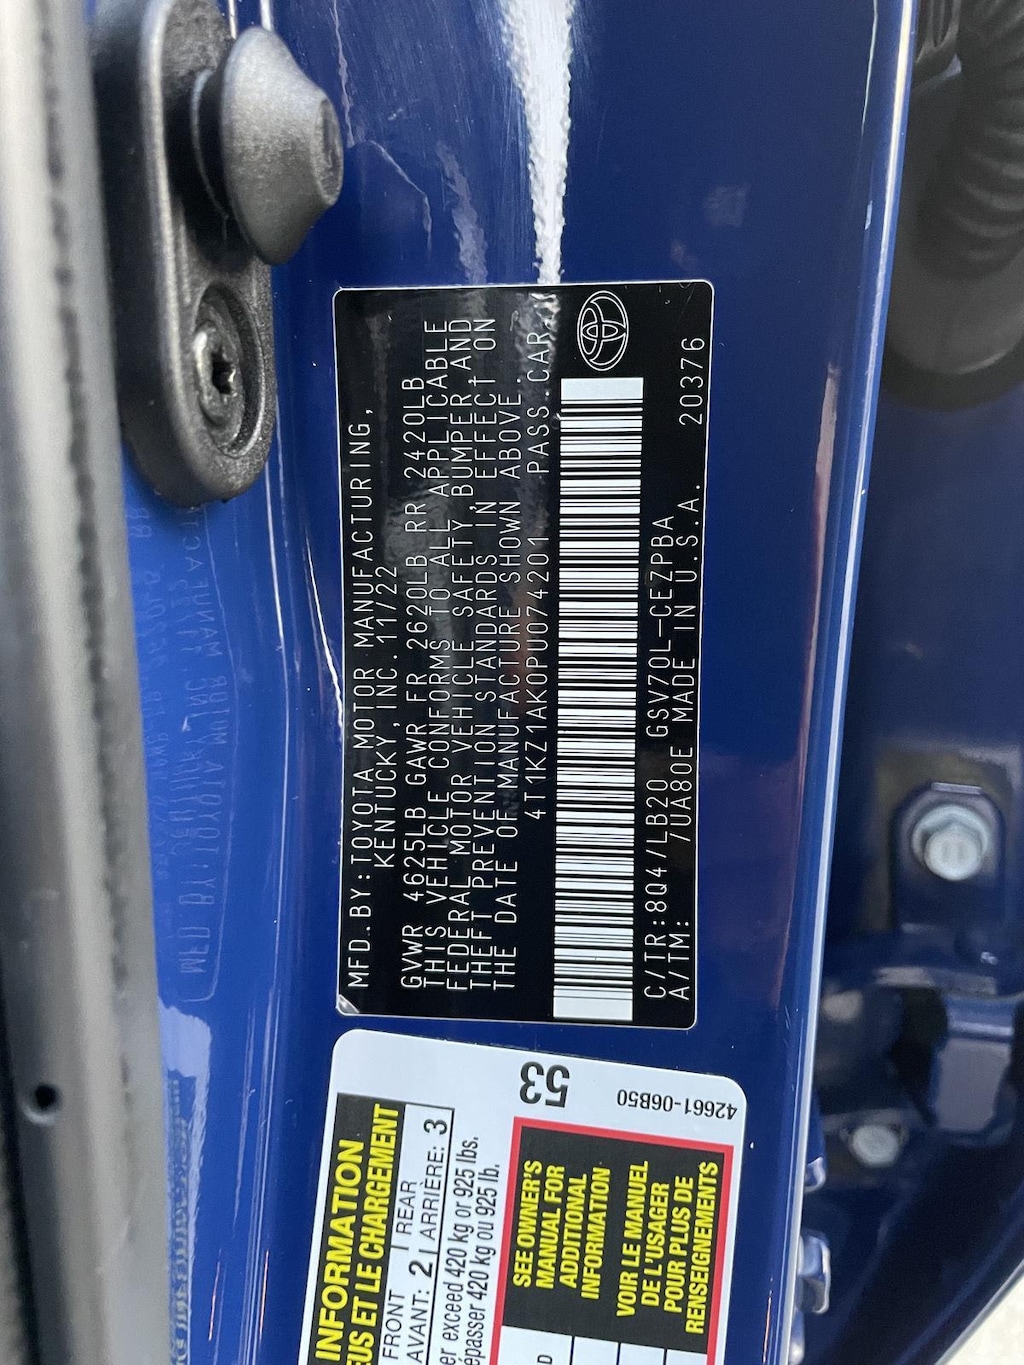 MFD.BY:TOYOTA MOTOR MANUFACTURING,
KENTUCKY,INC. 11/22
GVWR 4625LB GAWR FR 2620LB RR 2420LB
THIS VEHICLE CONFORMS TO ALL APPLICABLE
FEDERAL MOTOR VEHICLE SAFETY,BUMPER,AND
THEFT PREVENTION STANDARDS IN EFFECT ON
THE DATE OF MANUFACTURE SHOWN ABOVE.
4T1KZ1AK0PU074201 PASS.CAR
C/TR:8Q4/LB20 GSV70L-CEZPBA
A/TM: 7UA80E MADE IN U.S.A. 20376
INFORMATION
ET LE CHARGEMENT
FRONT REAR
AVANT: 2 ARRIÈRE: 3
exceed 420 kg or 925 lbs.
420 kg ou 925 lb.
53
42661-06B50
SEE OWNER'S
MANUAL FOR
ADDITIONAL
INFORMATION
VOIR LE MANUEL
DE L'USAGER
POUR PLUS DE
RENSEIGNEMENTS